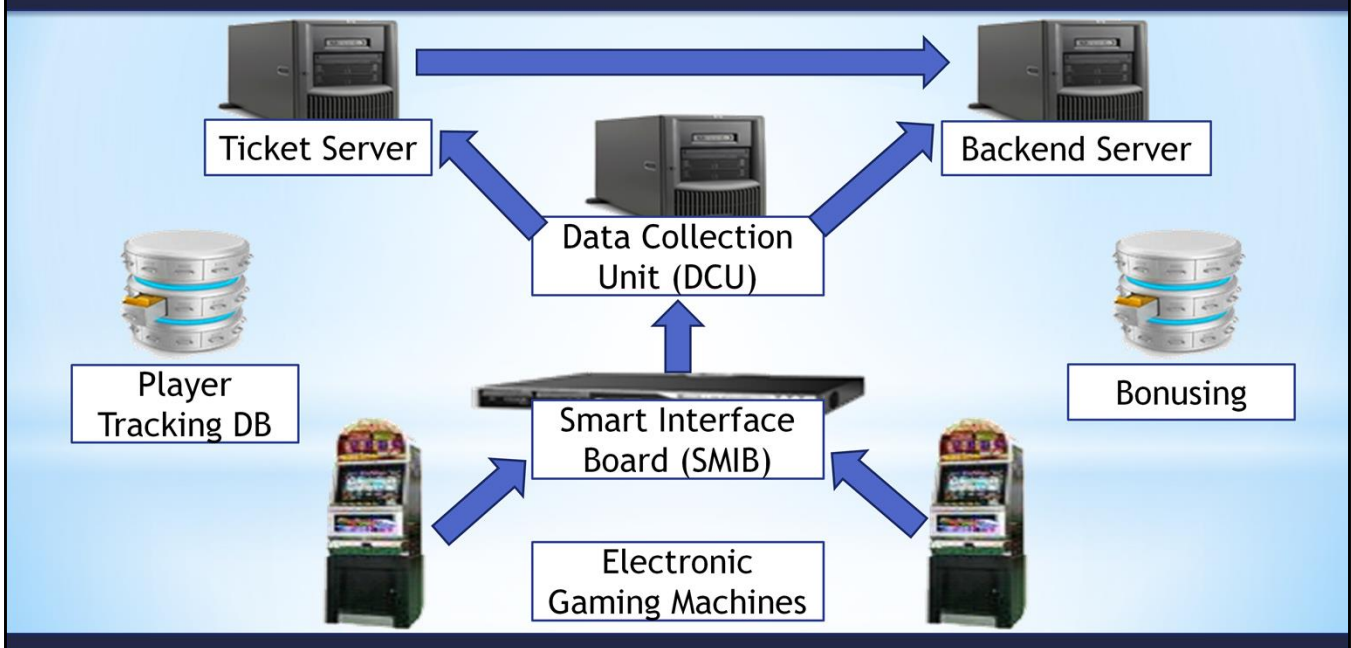 Ticket Server
Backend Server
Data Collection
Unit (DCU)
Player
Tracking DB
Bonusing
Smart Interface
Board (SMIB)
Electronic
Gaming Machines